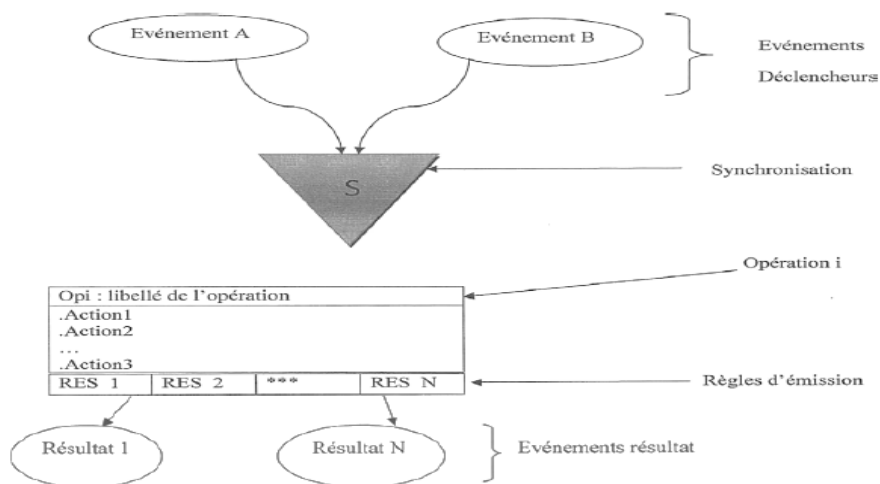 Evénement A
Evénement B
Evénements
Déclencheurs
S
Synchronisation
Opération i
Opi : libellé de l'opération
.Action1
.Action2
...
.Action3
RES 1 RES 2 *** RES N
Règles d'émission
Résultat 1
Résultat N
Evénements résultat